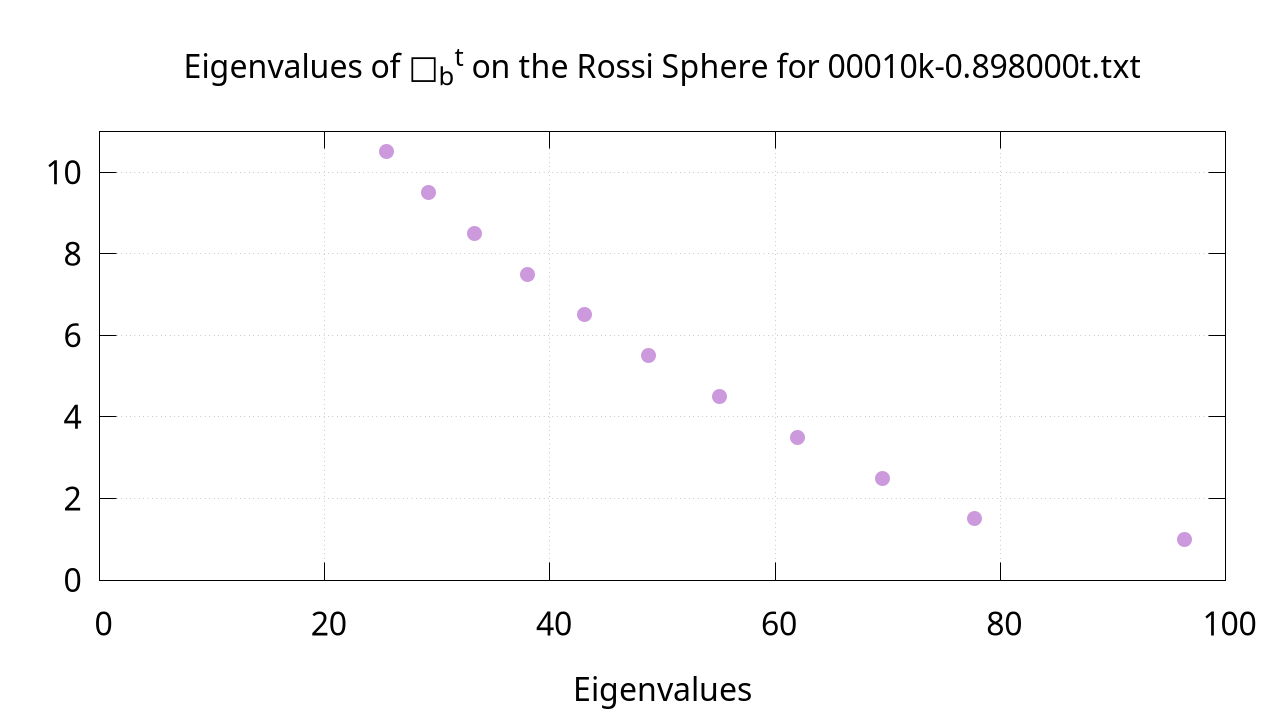 Eigenvalues of □bᵗ on the Rossi Sphere for 00010k-0.898000t.txt
10
8
6
4
2
0
0 20 40 60 80 100
Eigenvalues